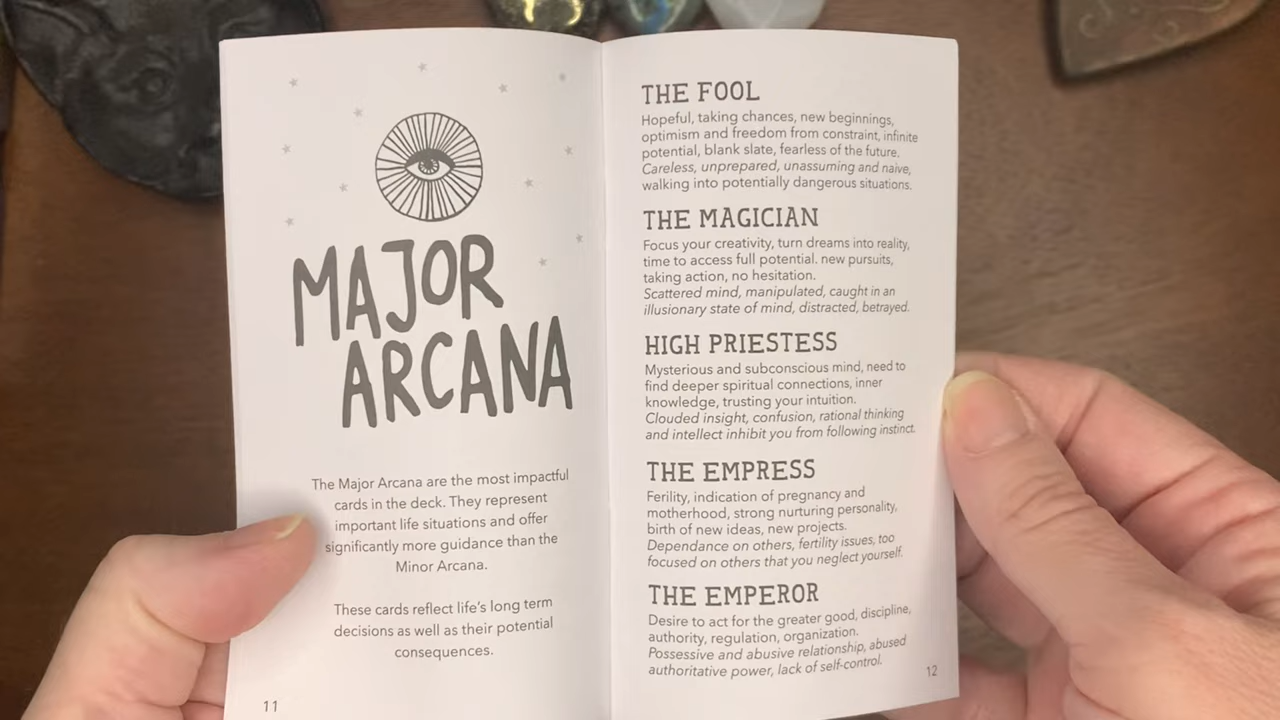 MAJOR
ARCANA
The Major Arcana are the most impactful
cards in the deck. They represent
important life situations and offer
significantly more guidance than the
Minor Arcana.
These cards reflect life's long term
decisions as well as their potential
consequences.
11
THE FOOL
Hopeful, taking chances, new beginnings,
optimism and freedom from constraint, infinite
potential, blank slate, fearless of the future.
Careless, unprepared, unassuming and naive,
walking into potentially dangerous situations.
THE MAGICIAN
Focus your creativity, turn dreams into reality,
time to access full potential. new pursuits,
taking action, no hesitation.
Scattered mind, manipulated, caught in an
illusionary state of mind, distracted, betrayed.
HIGH PRIESTESS
Mysterious and subconscious mind, need to
find deeper spiritual connections, inner
knowledge, trusting your intuition.
Clouded insight, confusion, rational thinking
and intellect inhibit you from following instinct.
THE EMPRESS
Ferility, indication of pregnancy and
motherhood, strong nurturing personality,
birth of new ideas, new projects.
Dependance on others, fertility issues, too
focused on others that you neglect yourself.
THE EMPEROR
Desire to act for the greater good, discipline,
authority, regulation, organization.
Possessive and abusive relationship, abused
authoritative power, lack of self-control.
12